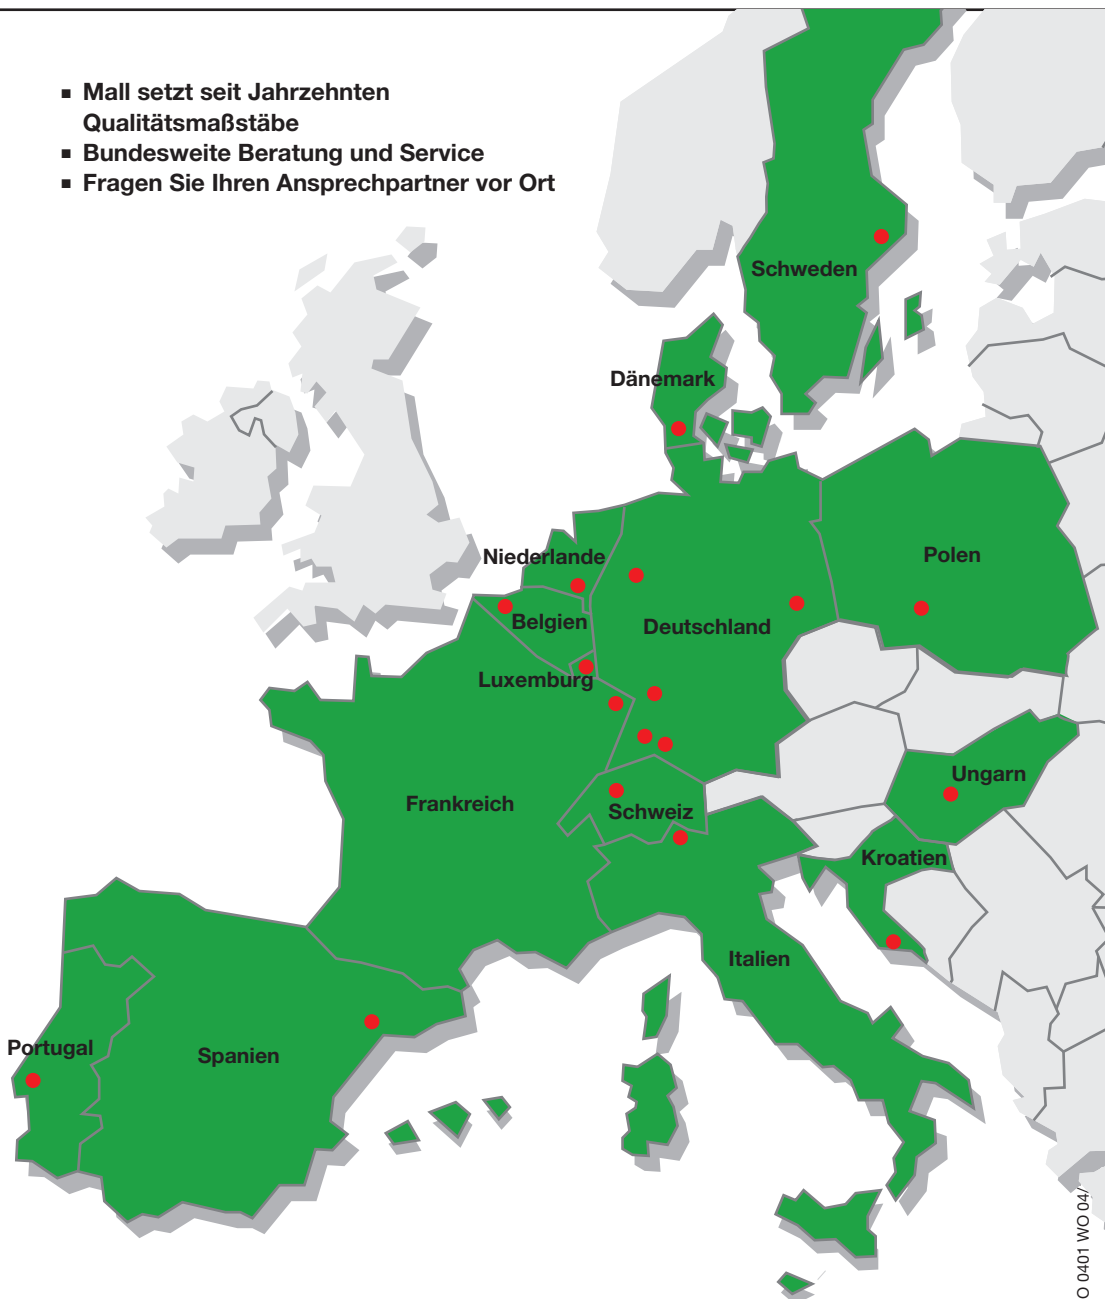 ▪ Mall setzt seit Jahrzehnten
Qualitätsmaßstäbe
▪ Bundesweite Beratung und Service
▪ Fragen Sie Ihren Ansprechpartner vor Ort
Schweden
Dänemark
Niederlande
Polen
Belgien
Deutschland
Luxemburg
Ungarn
Frankreich
Schweiz
Kroatien
Italien
Portugal
Spanien
O 0401 WO 04/